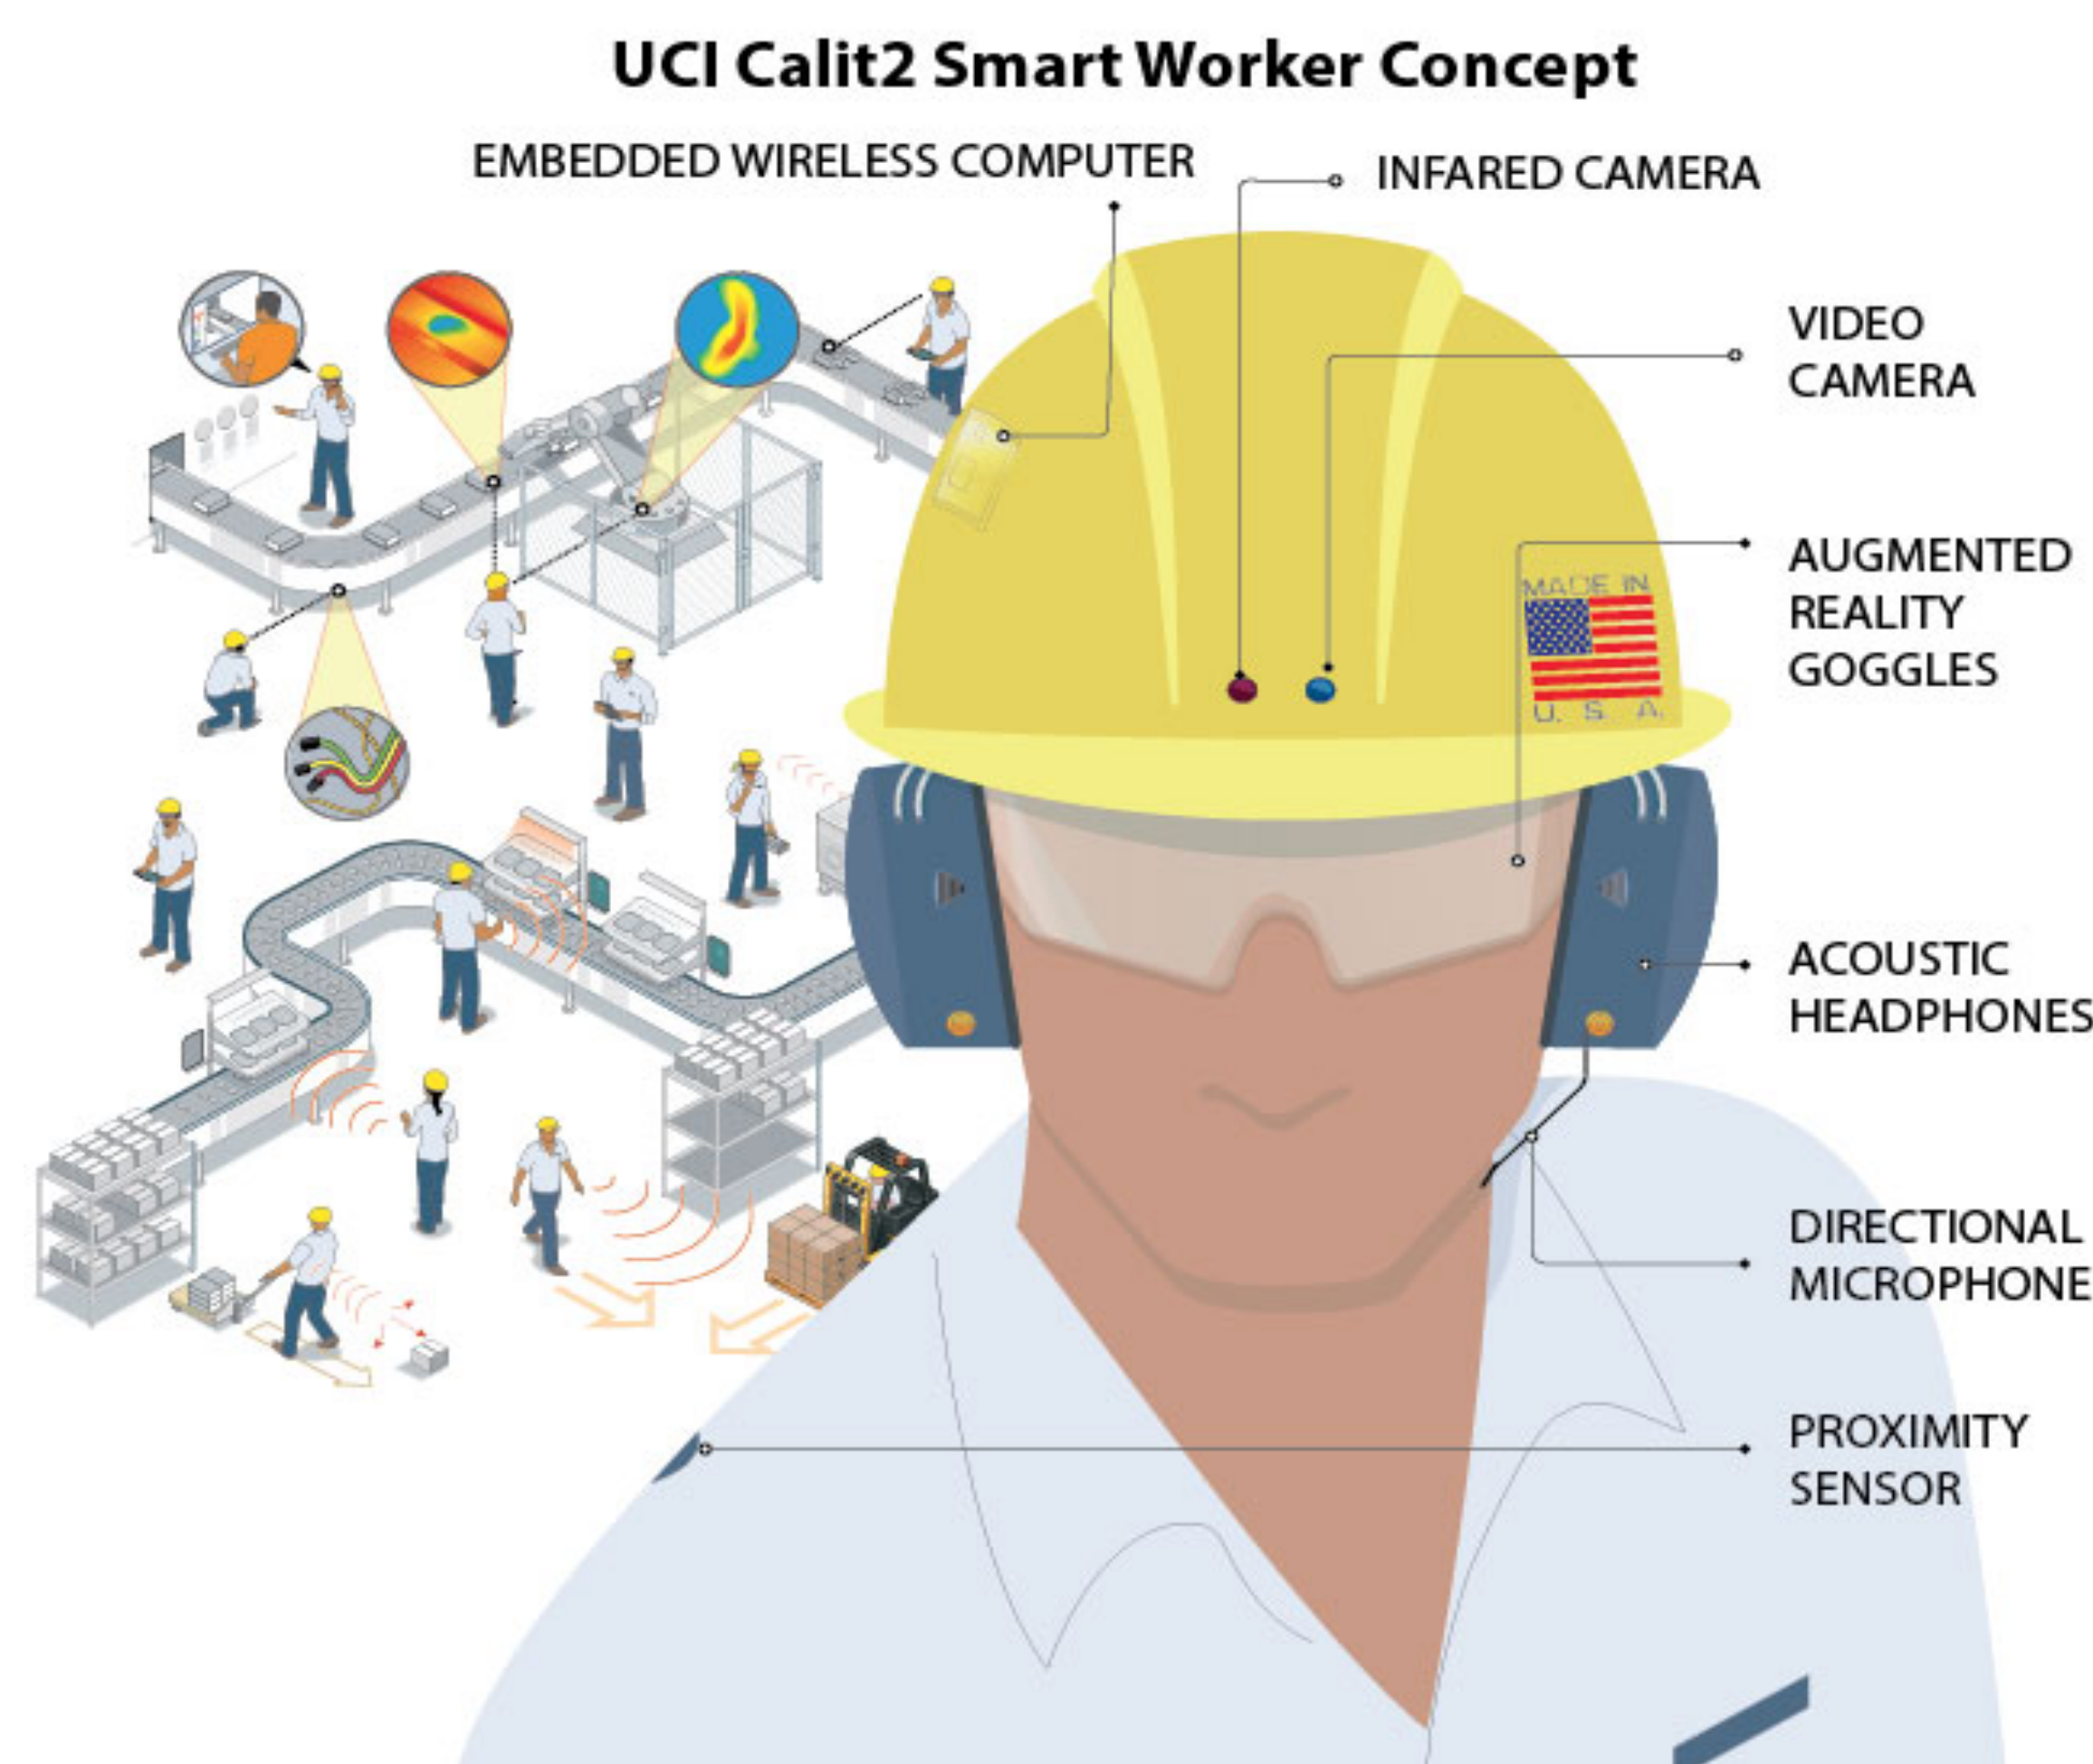 UCI Calit2 Smart Worker Concept
EMBEDDED WIRELESS COMPUTER
INFARED CAMERA
VIDEO
CAMERA
AUGMENTED
REALITY
GOGGLES
MADE IN
U. S. A.
ACOUSTIC
HEADPHONES
DIRECTIONAL
MICROPHONE
PROXIMITY
SENSOR